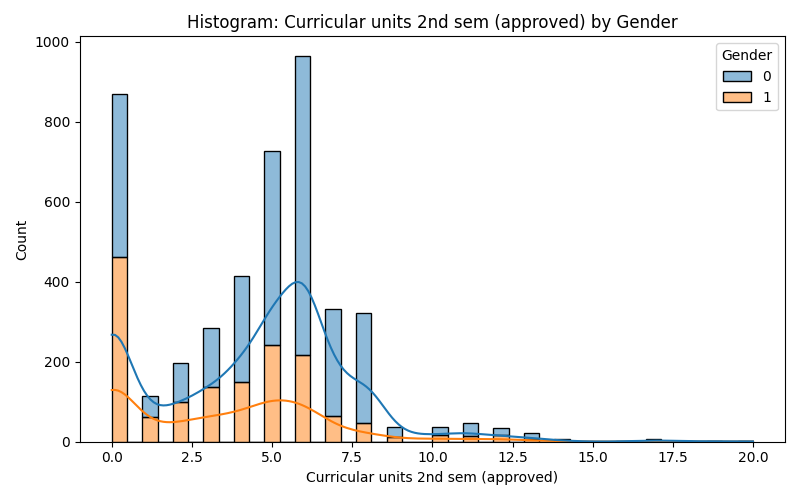 Histogram: Curricular units 2nd sem (approved) by Gender
1000
800
600
400
200
0
Count
Gender
0
1
0.0 2.5 5.0 7.5 10.0 12.5 15.0 17.5 20.0
Curricular units 2nd sem (approved)